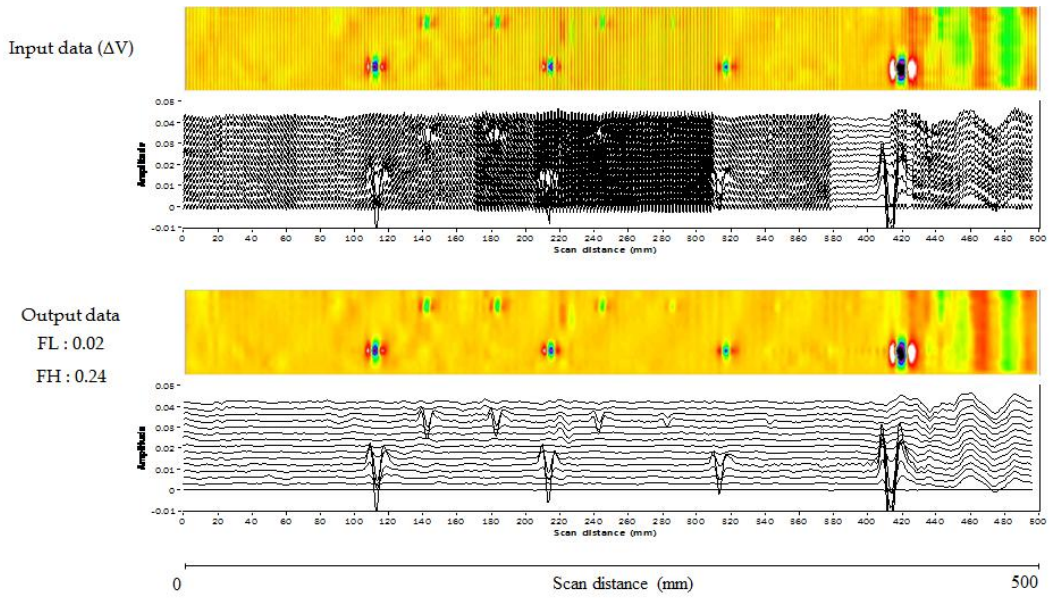 Input data (ΔV)
0.05
0.04
0.03
0.02
0.01
0
-0.01
Amplitude
0 20 40 60 80 100 120 140 160 180 200 220 240 260 280 300 320 340 360 380 400 420 440 460 480 500
Scan distance (mm)
Output data
FL : 0.02
FH : 0.24
0.05
0.04
0.03
0.02
0.01
0
-0.01
Amplitude
0 20 40 60 80 100 120 140 160 180 200 220 240 260 280 300 320 340 360 380 400 420 440 460 480 500
Scan distance (mm)
0 Scan distance (mm) 500